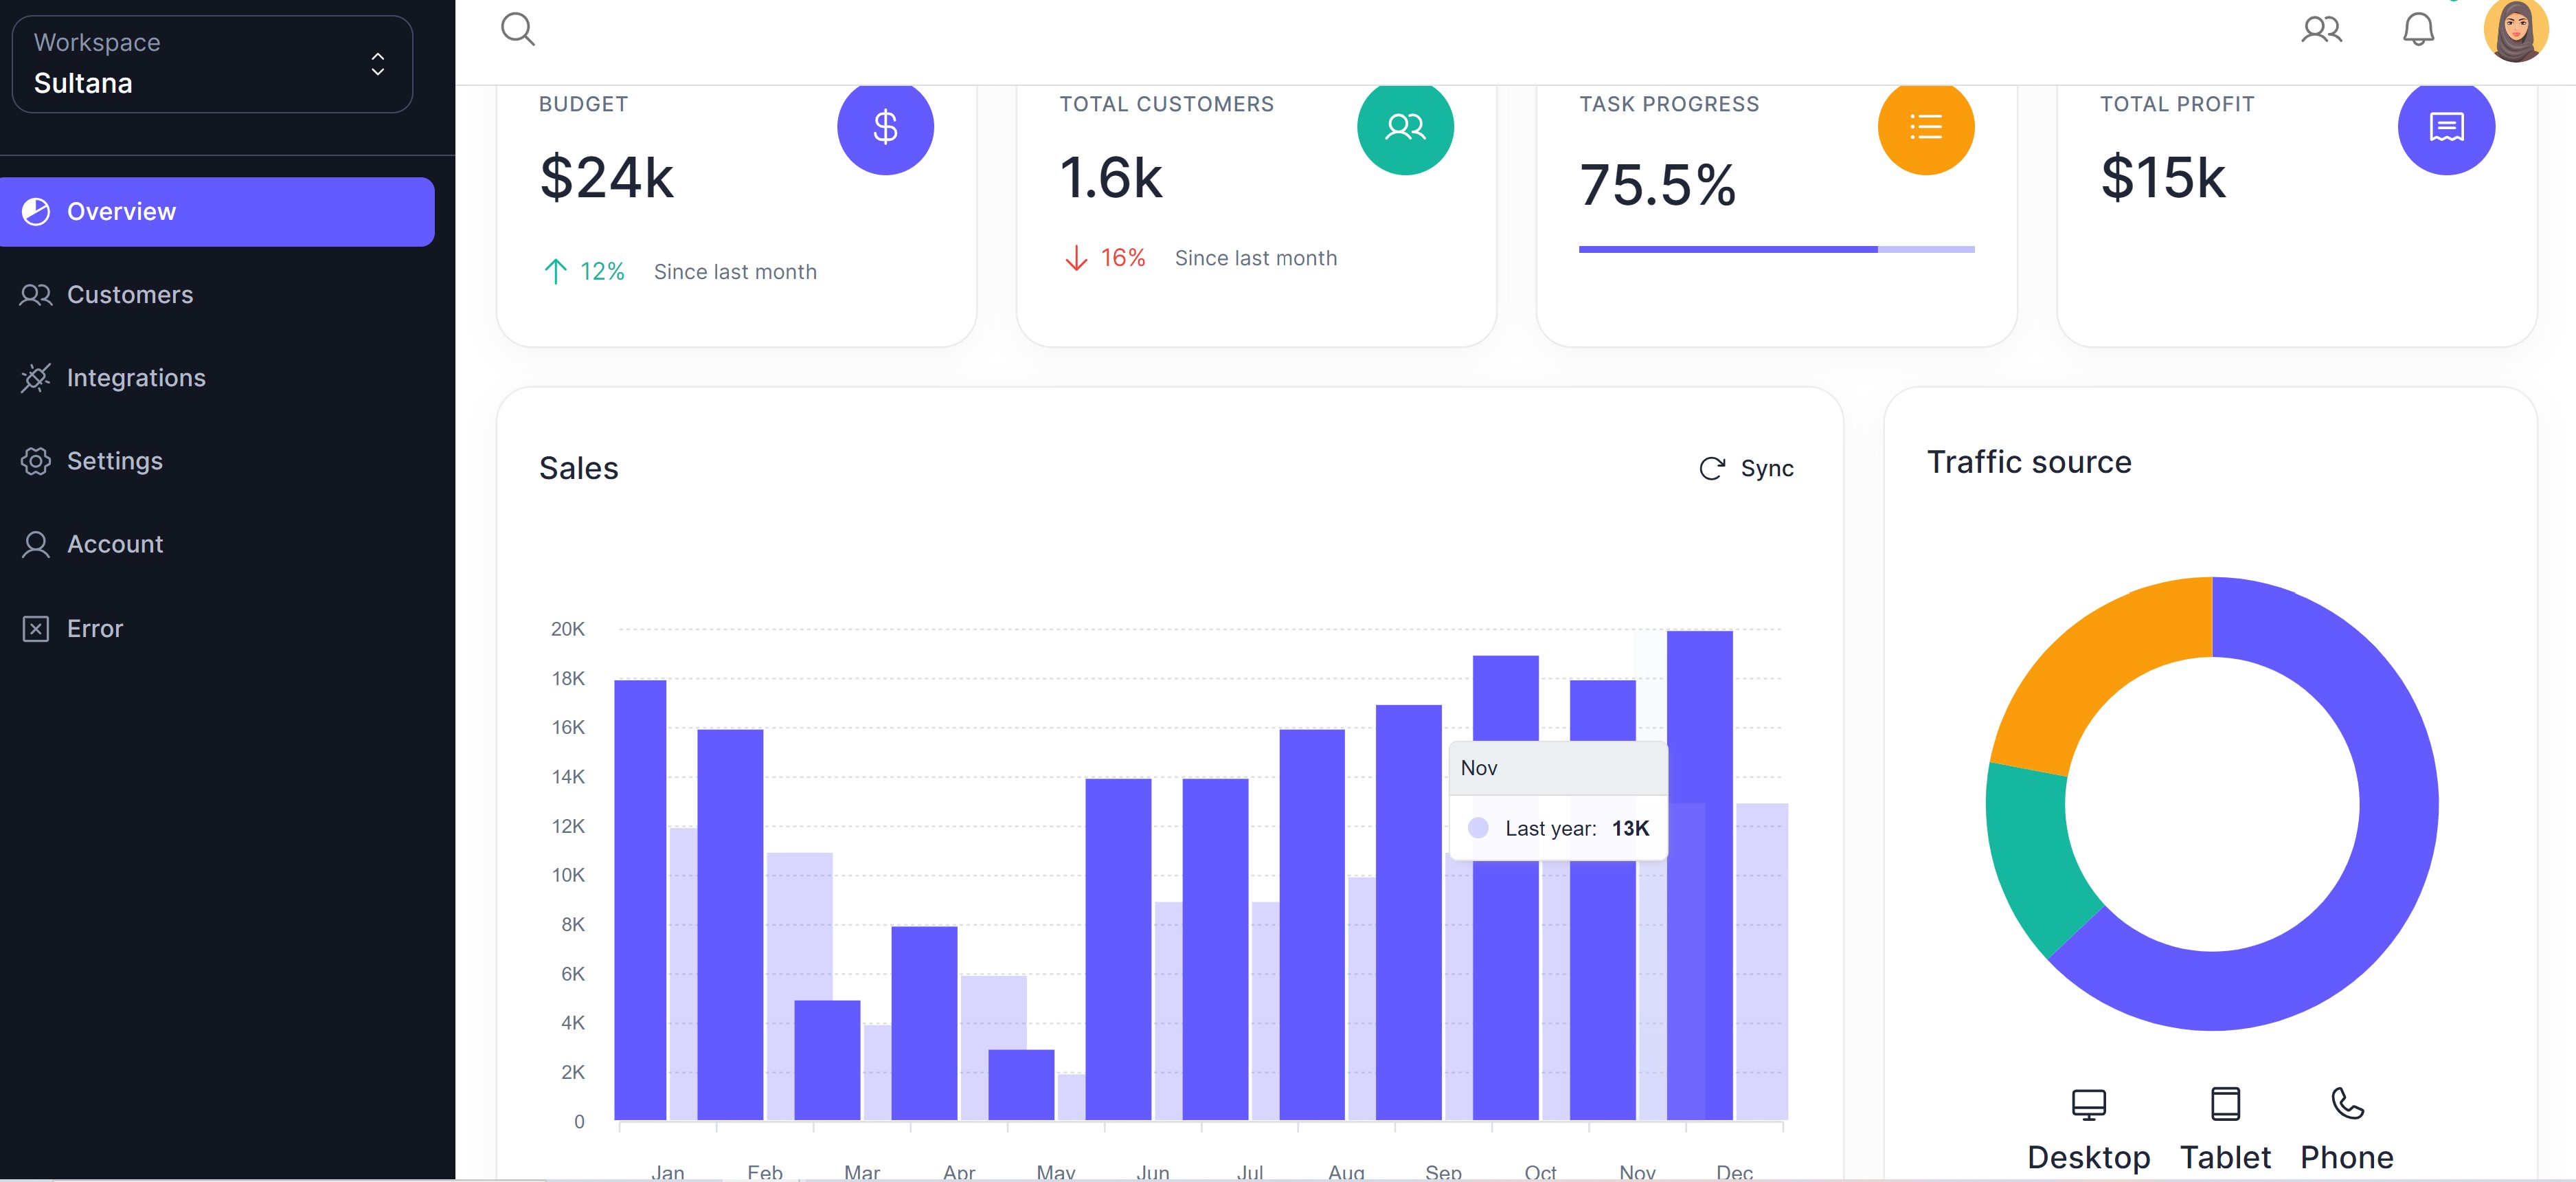 Workspace
Sultana
Overview
Customers
Integrations
Settings
Account
Error
BUDGET
$24k
12% Since last month
TOTAL CUSTOMERS
1.6k
16% Since last month
TASK PROGRESS
75.5%
TOTAL PROFIT
$15k
Sales
Sync
20K
18K
16K
14K
12K
10K
8K
6K
4K
2K
0
Nov
Last year: 13K
Jan Feb Mar Apr May Jun Jul Aug Sep Oct Nov Dec
Traffic source
Desktop Tablet Phone